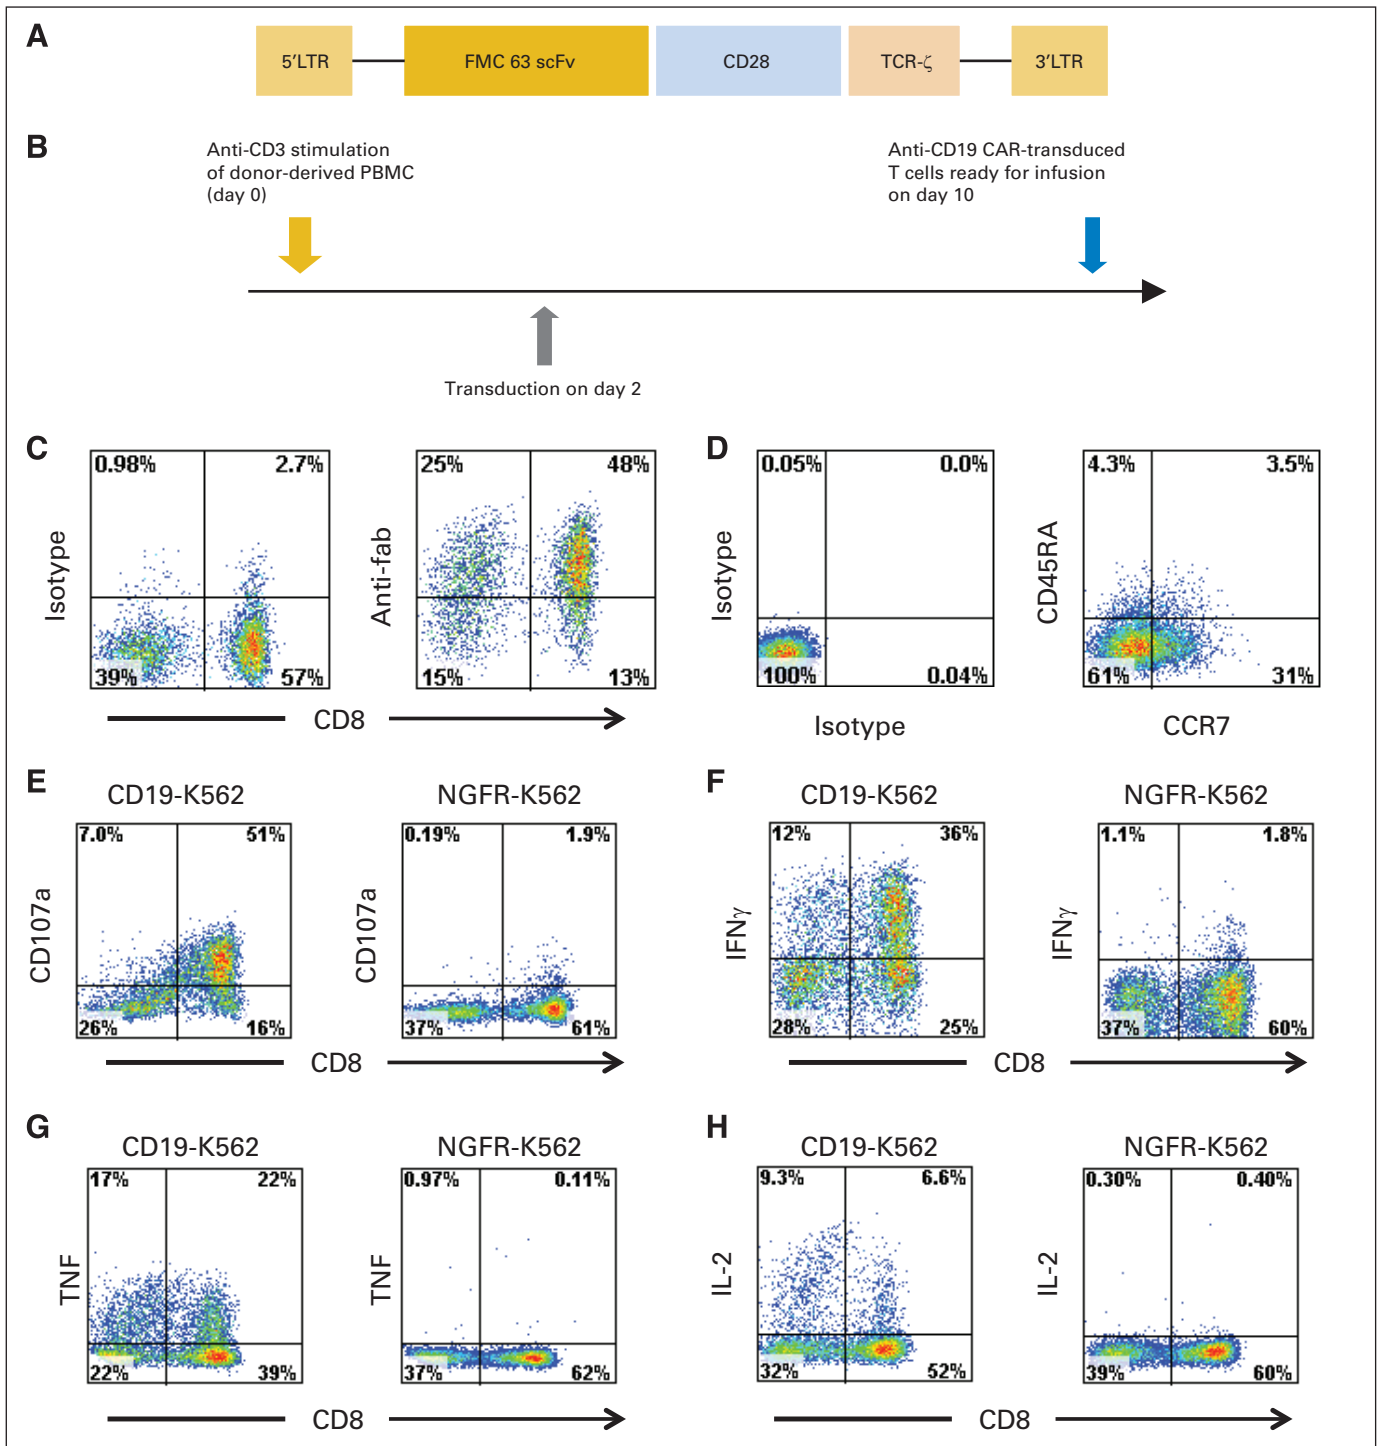 A
5'LTR
FMC 63 scFv
CD28
TCR-ζ
3'LTR
B
Anti-CD3 stimulation
of donor-derived PBMC
(day 0)
Anti-CD19 CAR-transduced
T cells ready for infusion
on day 10
Transduction on day 2
C
Isotype
0.98%
2.7%
39%
57%
Anti-fab
25%
48%
15%
13%
CD8
D
Isotype
0.05%
0.0%
100%
0.04%
Isotype
CD45RA
4.3%
3.5%
61%
31%
CCR7
E
CD19-K562
CD107a
7.0%
51%
26%
16%
NGFR-K562
CD107a
0.19%
1.9%
37%
61%
CD8
F
CD19-K562
IFNγ
12%
36%
28%
25%
NGFR-K562
IFNγ
1.1%
1.8%
37%
60%
CD8
G
CD19-K562
TNF
17%
22%
22%
39%
NGFR-K562
TNF
0.97%
0.11%
37%
62%
CD8
H
CD19-K562
IL-2
9.3%
6.6%
32%
52%
NGFR-K562
IL-2
0.30%
0.40%
39%
60%
CD8